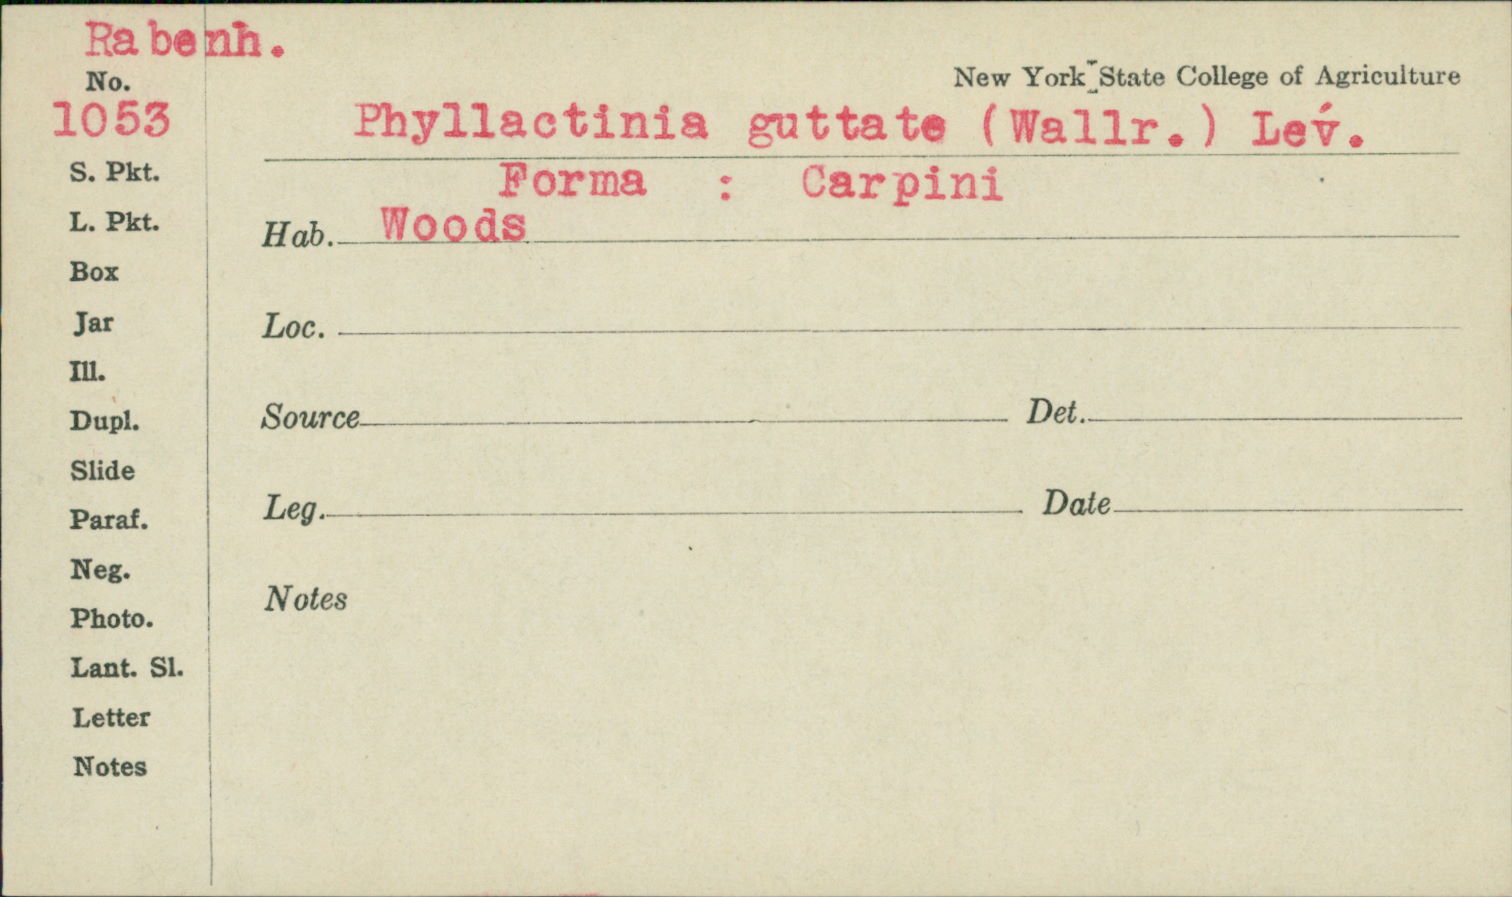 Rabenh.
No.
1053
New York State College of Agriculture
Phyllactinia guttate (Wallr.) Lev́.
Forma : Carpini
Hab. Woods
Loc.
Source Det.
Leg. Date
Notes
S. Pkt.
L. Pkt.
Box
Jar
Ill.
Dupl.
Slide
Paraf.
Neg.
Photo.
Lant. Sl.
Letter
Notes